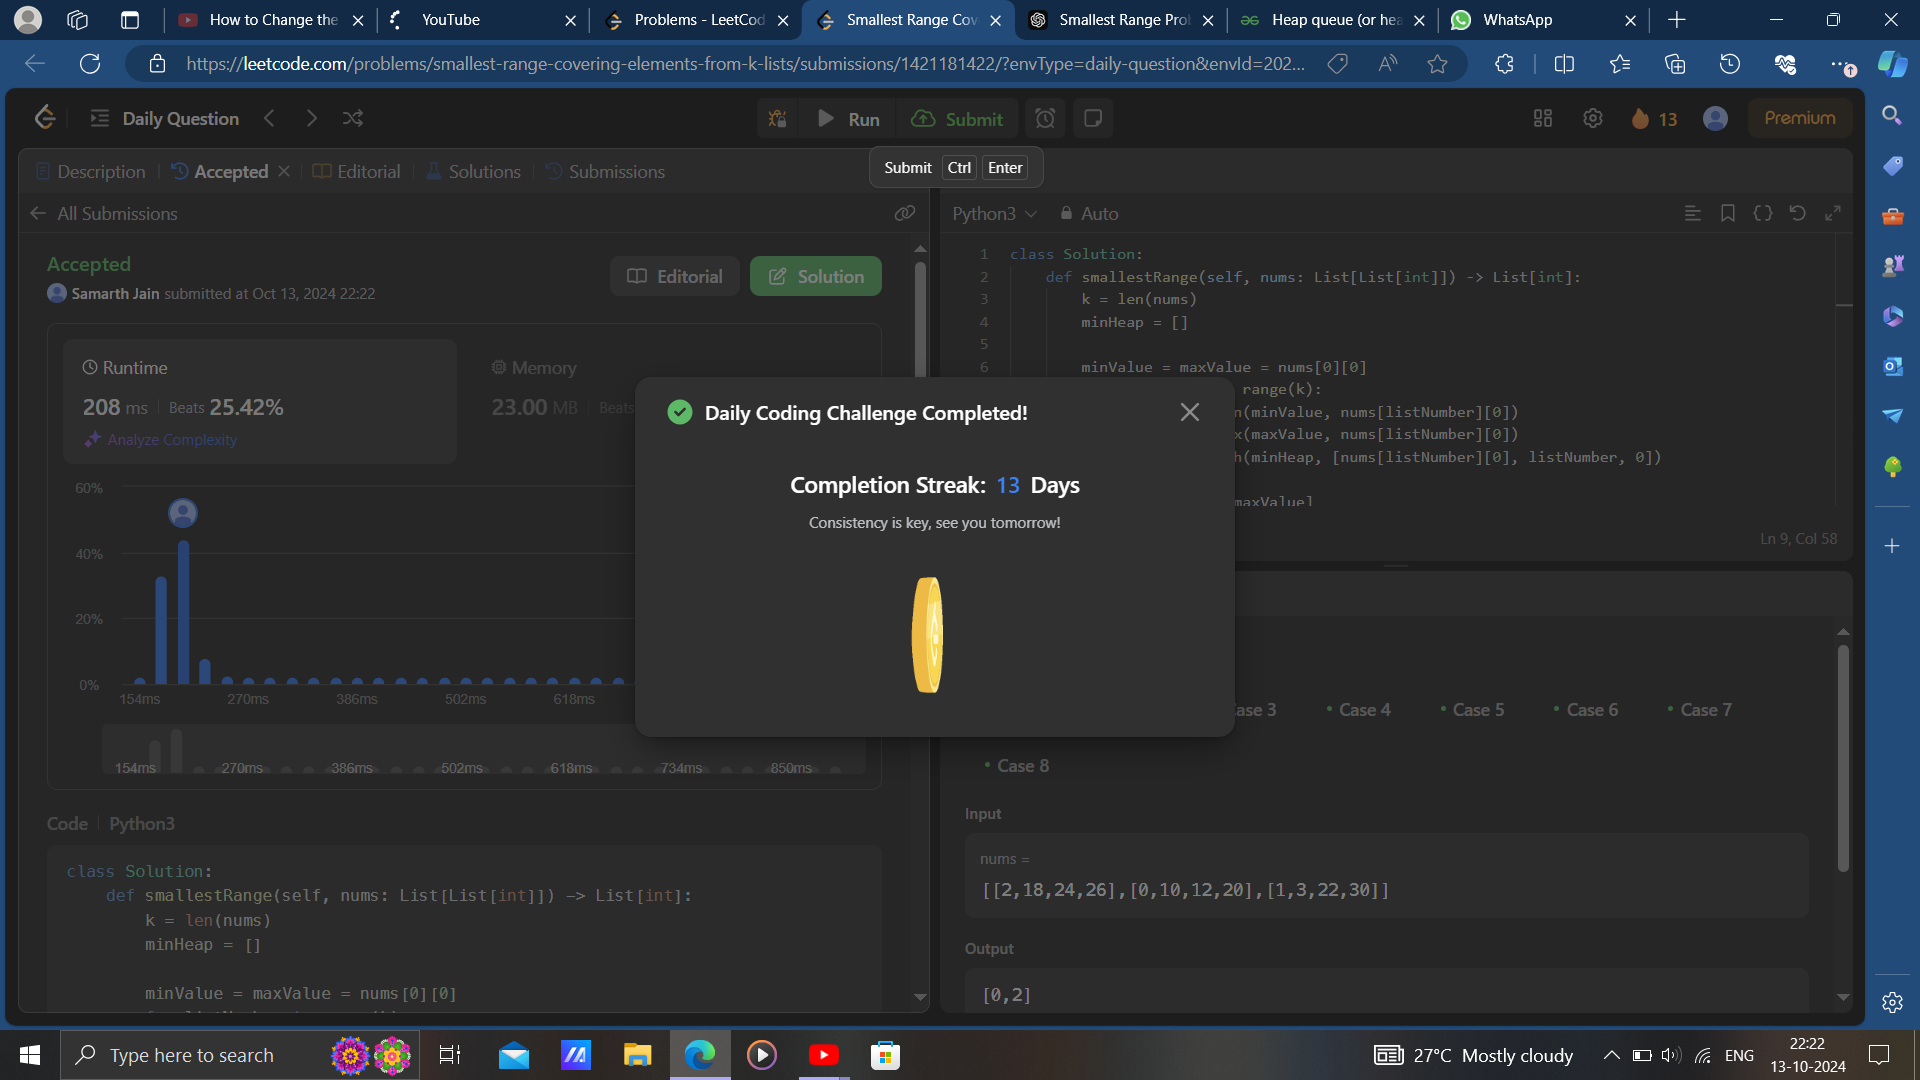 How to Change the
YouTube
Problems - LeetCod
Smallest Range Cov
Smallest Range Prol
Heap queue (or hea
WhatsApp
https://leetcode.com/problems/smallest-range-covering-elements-from-k-lists/submissions/1421181422/?envType=daily-question&envId=202...
Daily Question
Run
Submit
13
Premium
Description
Accepted
Editorial
Solutions
Submissions
Submit Ctrl Enter
All Submissions
Python3
Auto
Accepted
Samarth Jain submitted at Oct 13, 2024 22:22
Editorial
Solution
Runtime
208 ms
Beats 25.42%
Analyze Complexity
Memory
23.00 MB
Beats
60%
40%
20%
0%
154ms 270ms 386ms 502ms 618ms
154ms 270ms 386ms 502ms 618ms 734ms 850ms
Code Python3
class Solution:
def smallestRange(self, nums: List[List[int]]) -> List[int]:
k = len(nums)
minHeap = []
minValue = maxValue = nums[0][0]
1 class Solution:
2 def smallestRange(self, nums: List[List[int]]) -> List[int]:
3 k = len(nums)
4 minHeap = []
5
6 minValue = maxValue = nums[0][0]
range(k):
n(minValue, nums[listNumber][0])
x(maxValue, nums[listNumber][0])
h(minHeap, [nums[listNumber][0], listNumber, 0])
maxValue]
Ln 9, Col 58
Daily Coding Challenge Completed!
Completion Streak: 13 Days
Consistency is key, see you tomorrow!
ase 3
Case 4
Case 5
Case 6
Case 7
Case 8
Input
nums =
[[2,18,24,26],[0,10,12,20],[1,3,22,30]]
Output
[0,2]
Type here to search
27°C Mostly cloudy
ENG
22:22
13-10-2024